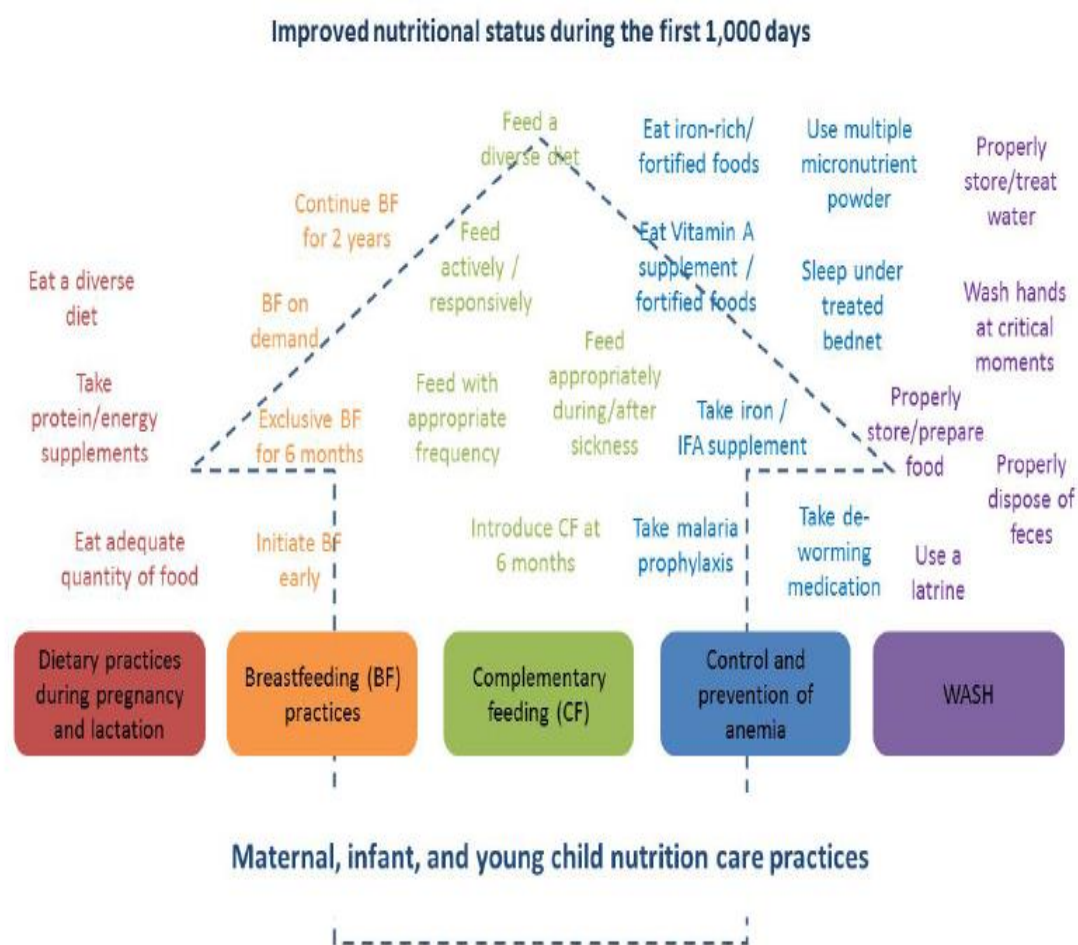 Improved nutritional status during the first 1,000 days
Feed a
diverse diet
Eat iron-rich/
fortified foods
Use multiple
micronutrient
powder
Properly
store/treat
water
Continue BF
for 2 years
Feed
actively /
responsively
Eat Vitamin A
supplement /
fortified foods
Sleep under
treated
bednet
Wash hands
at critical
moments
Eat a diverse
diet
BF on
demand
Feed
appropriately
during/after
sickness
Take
protein/energy
supplements
Exclusive BF
for 6 months
Feed with
appropriate
frequency
Take iron /
IFA supplement
Properly
store/prepare
food
Properly
dispose of
feces
Eat adequate
quantity of food
Initiate BF
early
Introduce CF at
6 months
Take malaria
prophylaxis
Take de-
worming
medication
Use a
latrine
Dietary practices
during pregnancy
and lactation
Breastfeeding (BF)
practices
Complementary
feeding (CF)
Control and
prevention of
anemia
WASH
Maternal, infant, and young child nutrition care practices